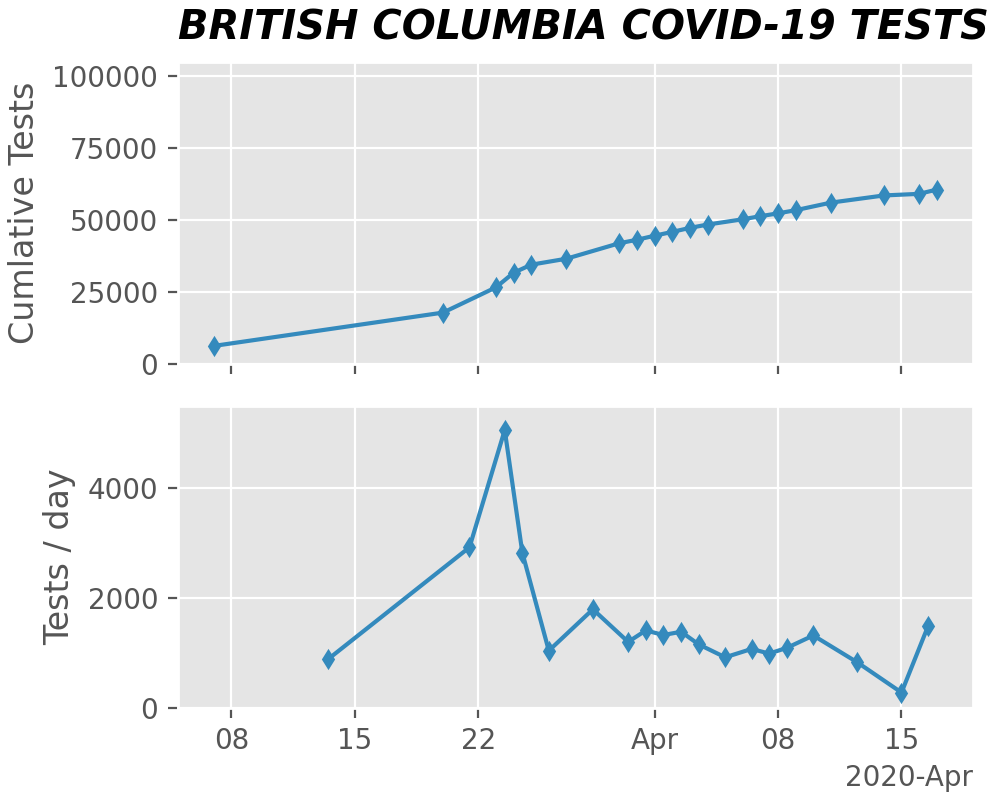 BRITISH COLUMBIA COVID-19 TESTS
100000
75000
50000
25000
0
Cumlative Tests
4000
2000
0
Tests / day
08 15 22 Apr 08 15
2020-Apr